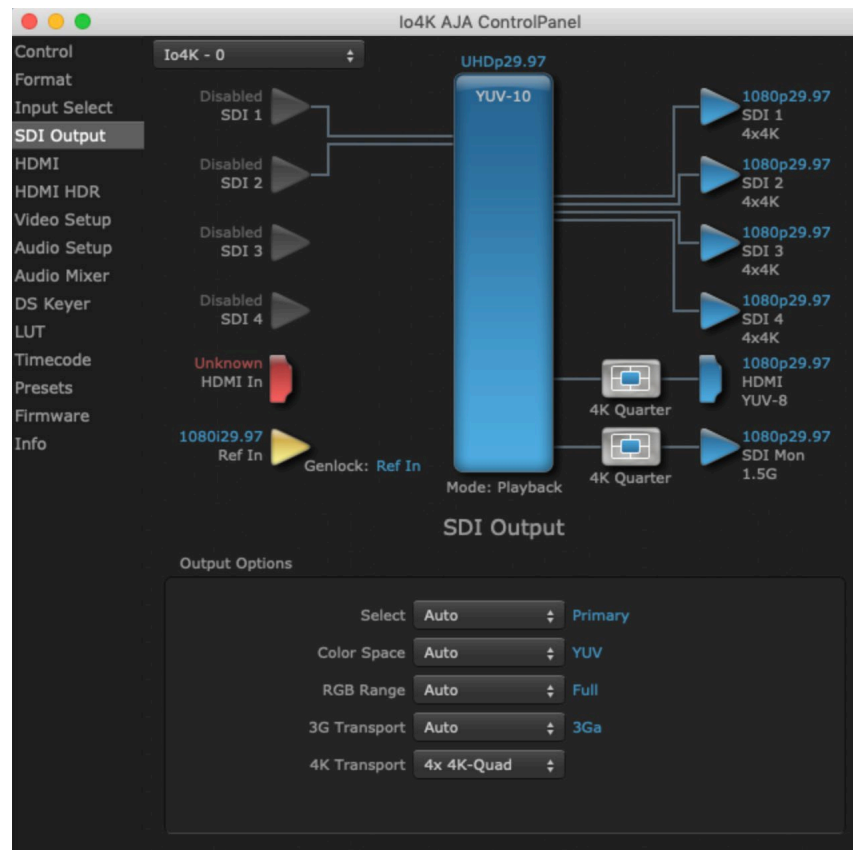 Io4K AJA ControlPanel
Control
Format
Input Select
SDI Output
HDMI
HDMI HDR
Video Setup
Audio Setup
Audio Mixer
DS Keyer
LUT
Timecode
Presets
Firmware
Info
Io4K - 0
Disabled
SDI 1
Disabled
SDI 2
Disabled
SDI 3
Disabled
SDI 4
Unknown
HDMI In
1080i29.97
Ref In
Genlock: Ref In
UHDp29.97
YUV-10
Mode: Playback
1080p29.97
SDI 1
4x4K
1080p29.97
SDI 2
4x4K
1080p29.97
SDI 3
4x4K
1080p29.97
SDI 4
4x4K
4K Quarter
1080p29.97
HDMI
YUV-8
4K Quarter
1080p29.97
SDI Mon
1.5G
SDI Output
Output Options
Select Auto Primary
Color Space Auto YUV
RGB Range Auto Full
3G Transport Auto 3Ga
4K Transport 4x 4K-Quad